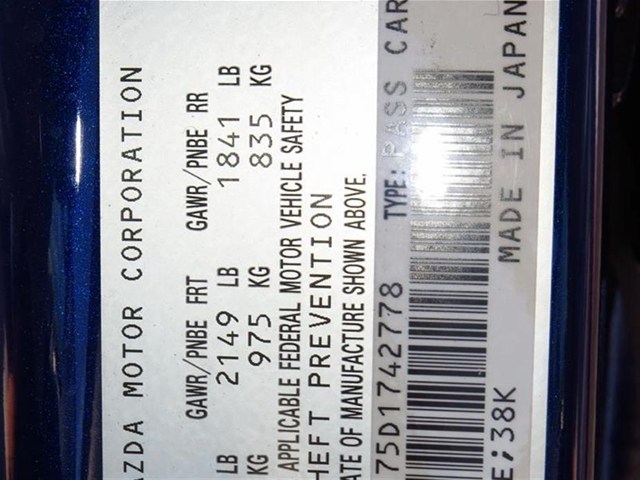 AZDA MOTOR CORPORATION
GAWR/PNBE FRT GAWR/PNBE RR
LB 2149 LB 1841 LB
KG 975 KG 835 KG
APPLICABLE FEDERAL MOTOR VEHICLE SAFETY
HEFT PREVENTION
ATE OF MANUFACTURE SHOWN ABOVE.
75D1742778 TYPE: PASS CAR
E;38K MADE IN JAPAN